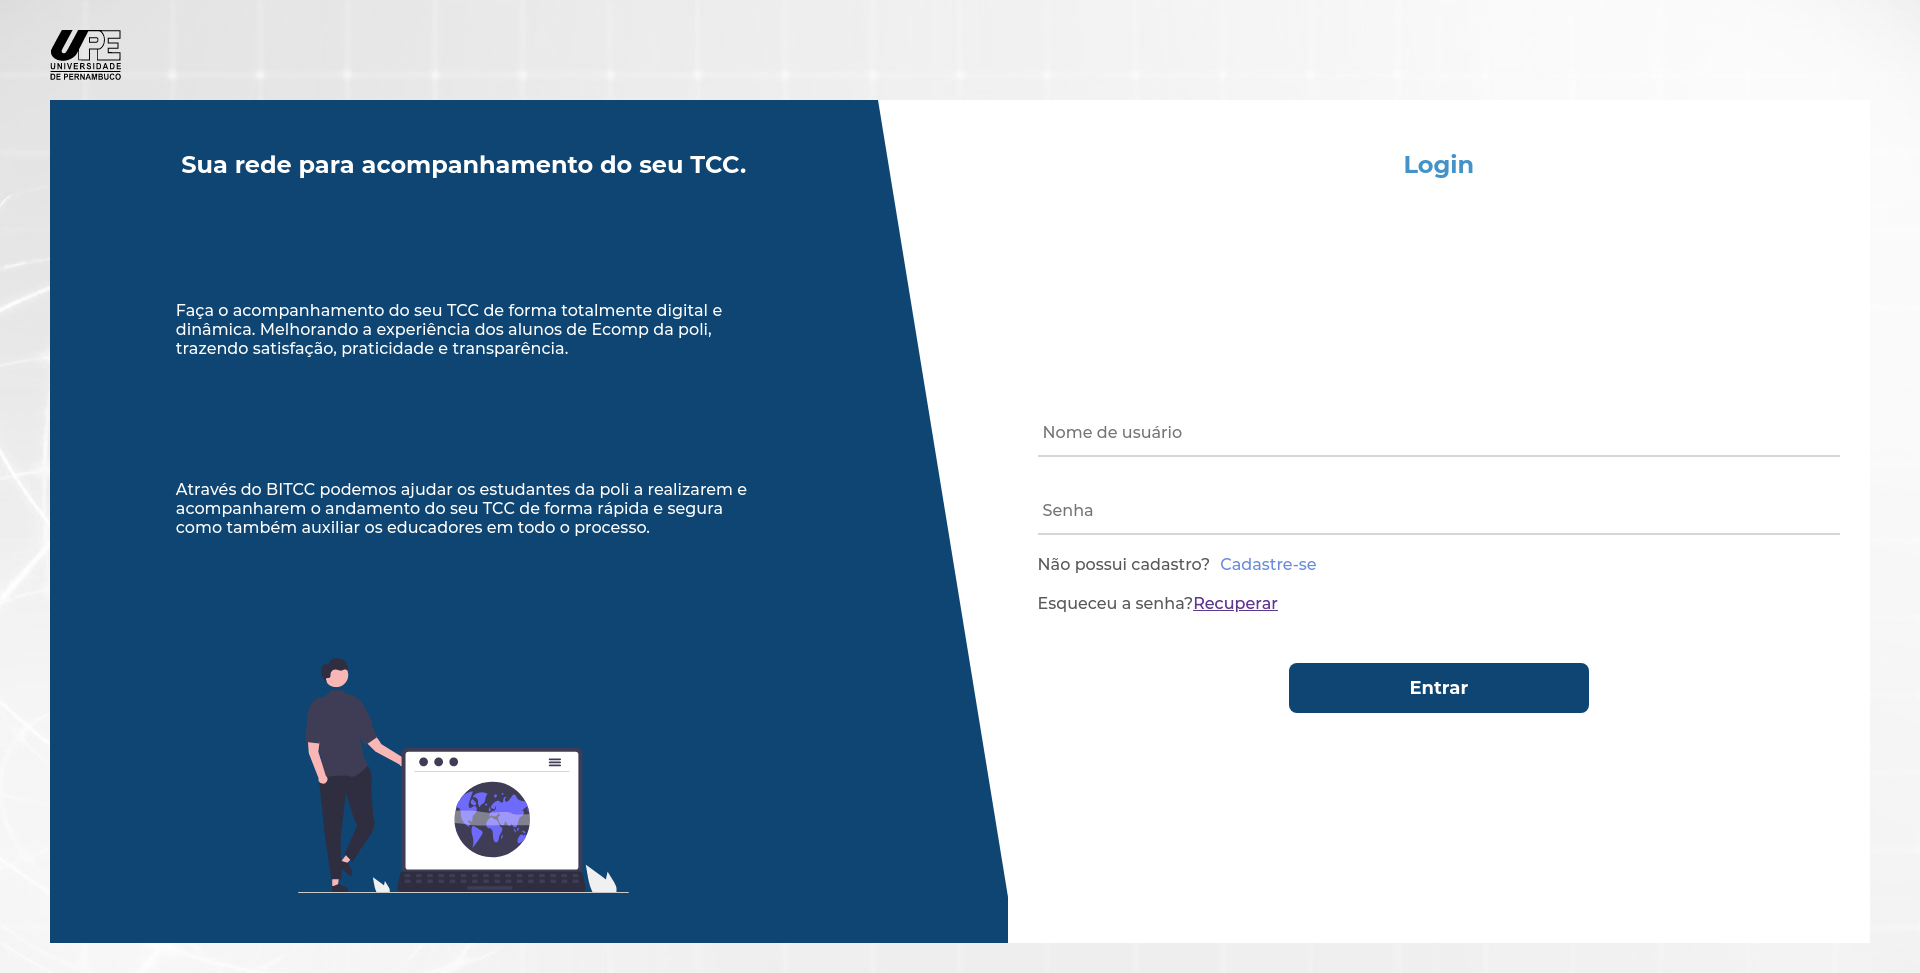 UPE
UNIVERSIDADE
DE PERNAMBUCO
Sua rede para acompanhamento do seu TCC.
Faça o acompanhamento do seu TCC de forma totalmente digital e
dinâmica. Melhorando a experiência dos alunos de Ecomp da poli,
trazendo satisfação, praticidade e transparência.
Através do BITCC podemos ajudar os estudantes da poli a realizarem e
acompanharem o andamento do seu TCC de forma rápida e segura
como também auxiliar os educadores em todo o processo.
Login
Nome de usuário
Senha
Não possui cadastro? Cadastre-se
Esqueceu a senha?Recuperar
Entrar